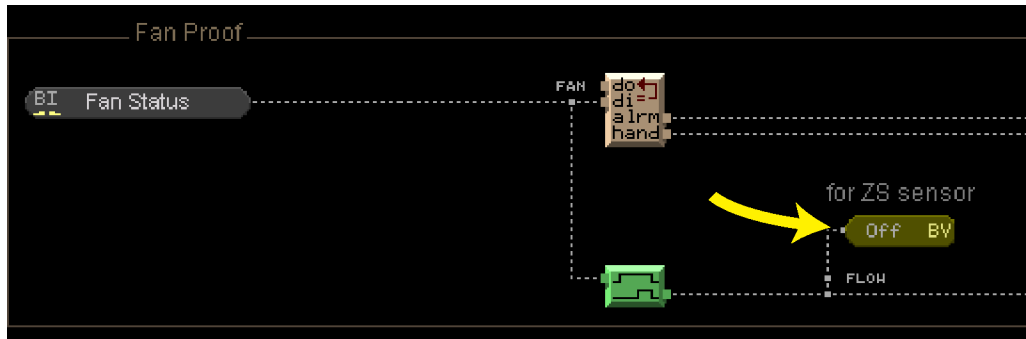 Fan Proof
BI Fan Status
FAN
do
di
alrm
hand
for ZS sensor
Off BV
FLOW